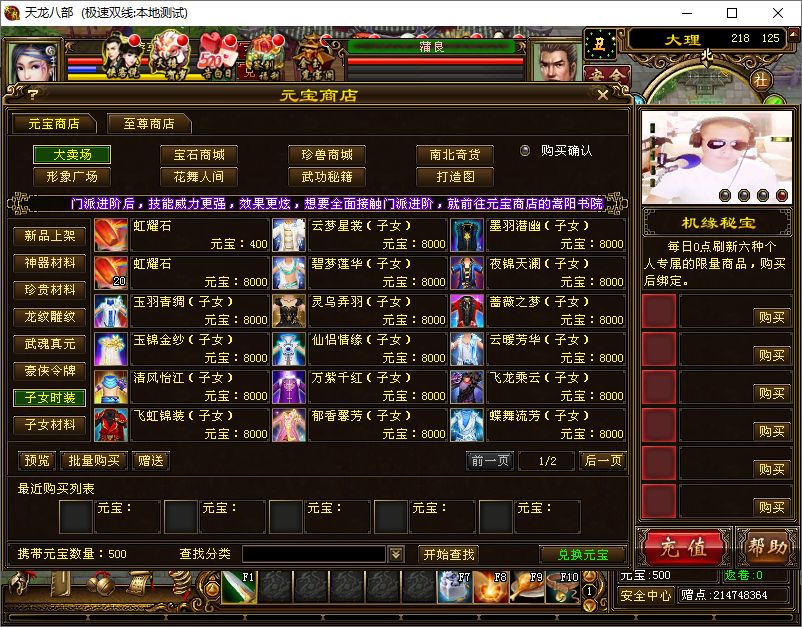 天龙八部 (极速双线:本地测试)
蒲良
丑
大理 218 125
北
安全
社
520
告白日
? 元宝商店
元宝商店 至尊商店
大卖场 宝石商城 珍兽商城 南北奇货 购买确认
形象广场 花舞人间 武功秘籍 打造图
门派进阶后，技能威力更强，效果更炫，想要全面接触门派进阶，就前往元宝商店的嵩阳书院
新品上架
神器材料
珍贵材料
龙纹雕纹
武魂真元
豪侠令牌
子女时装
子女材料
虹耀石 云梦星裳(子女) 墨羽潜幽(子女)
元宝：400 元宝：8000 元宝：8000
虹耀石 碧梦莲华(子女) 夜锦天澜(子女)
20 元宝：8000 元宝：8000 元宝：8000
玉羽青绸(子女) 灵鸟弄羽(子女) 蔷薇之梦(子女)
元宝：8000 元宝：8000 元宝：8000
玉锦金纱(子女) 仙侣情缘(子女) 云暖芳华(子女)
元宝：8000 元宝：8000 元宝：8000
清风怡江(子女) 万紫千红(子女) 飞龙乘云(子女)
元宝：8000 元宝：8000 元宝：8000
飞虹锦装(子女) 郁香馨芳(子女) 蝶舞流芳(子女)
元宝：8000 元宝：8000 元宝：8000
预览 批量购买 赠送 前一页 1/2 后一页
最近购买列表
元宝： 元宝： 元宝： 元宝： 元宝：
携带元宝数量：500 查找分类 开始查找 兑换元宝
机缘秘宝
每日0点刷新六种个
人专属的限量商品，购买
后绑定。
购买
购买
购买
购买
购买
购买
充值 帮助
元宝:500 返卷:0
安全中心 赠点:214748364
F1 F7 F8 F9 F10 1